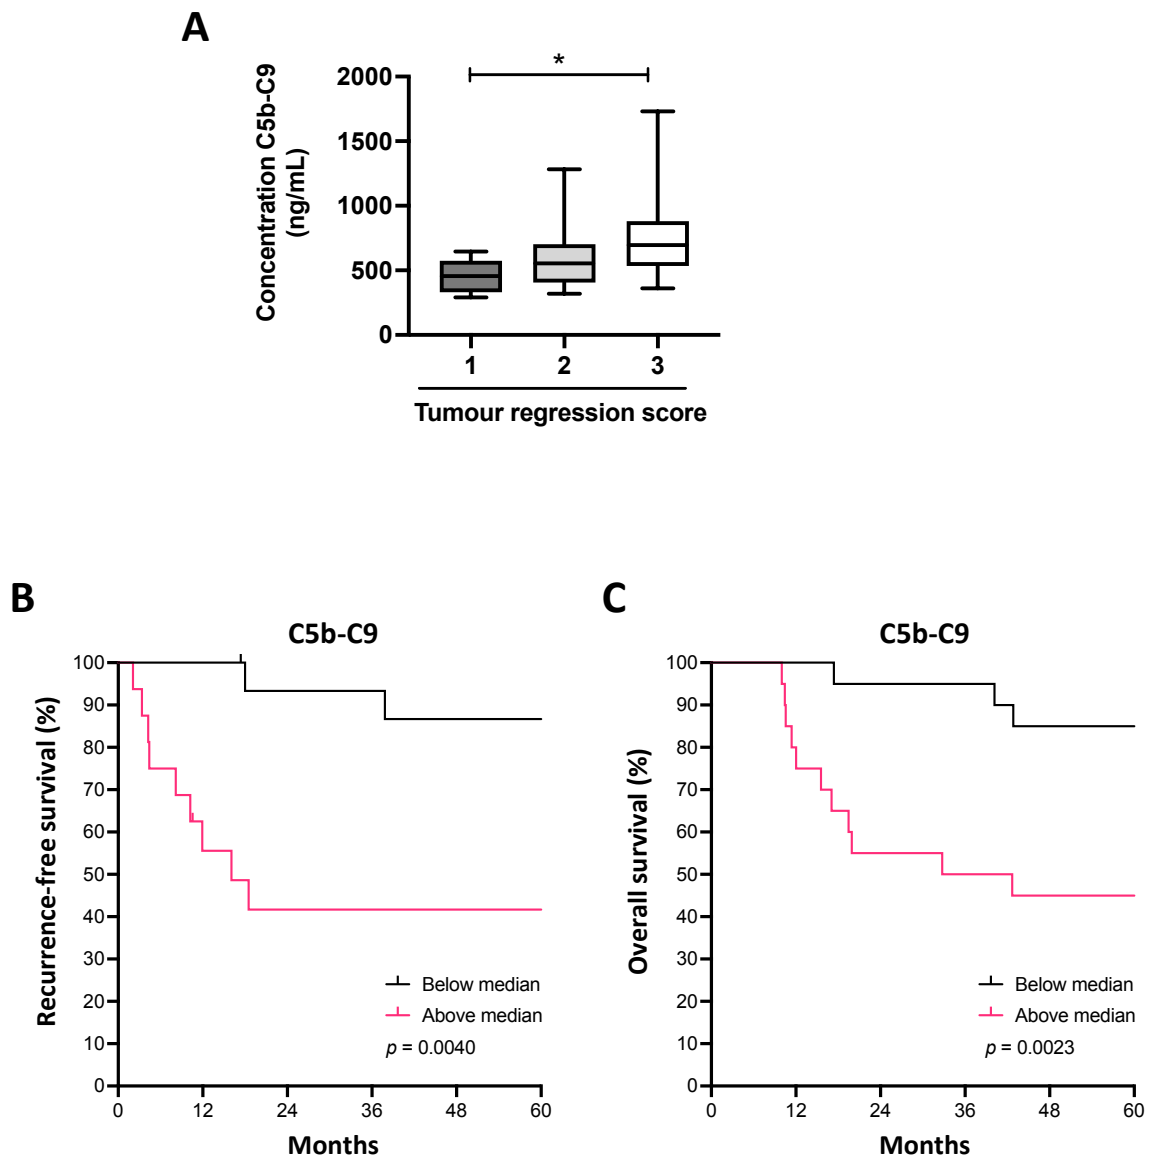 A
Concentration C5b-C9
(ng/mL)
2000
1500
1000
500
0
*
1 2 3
Tumour regression score
B
C5b-C9
Recurrence-free survival (%)
100
90
80
70
60
50
40
30
20
10
0
Below median
Above median
p = 0.0040
0 12 24 36 48 60
Months
C
C5b-C9
Overall survival (%)
100
90
80
70
60
50
40
30
20
10
0
Below median
Above median
p = 0.0023
0 12 24 36 48 60
Months